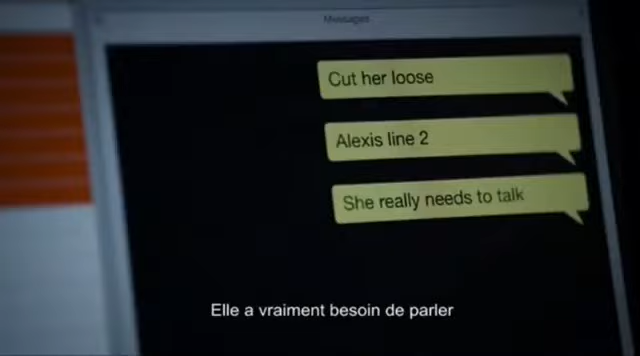 Messages
Cut her loose
Alexis line 2
She really needs to talk
Elle a vraiment besoin de parler